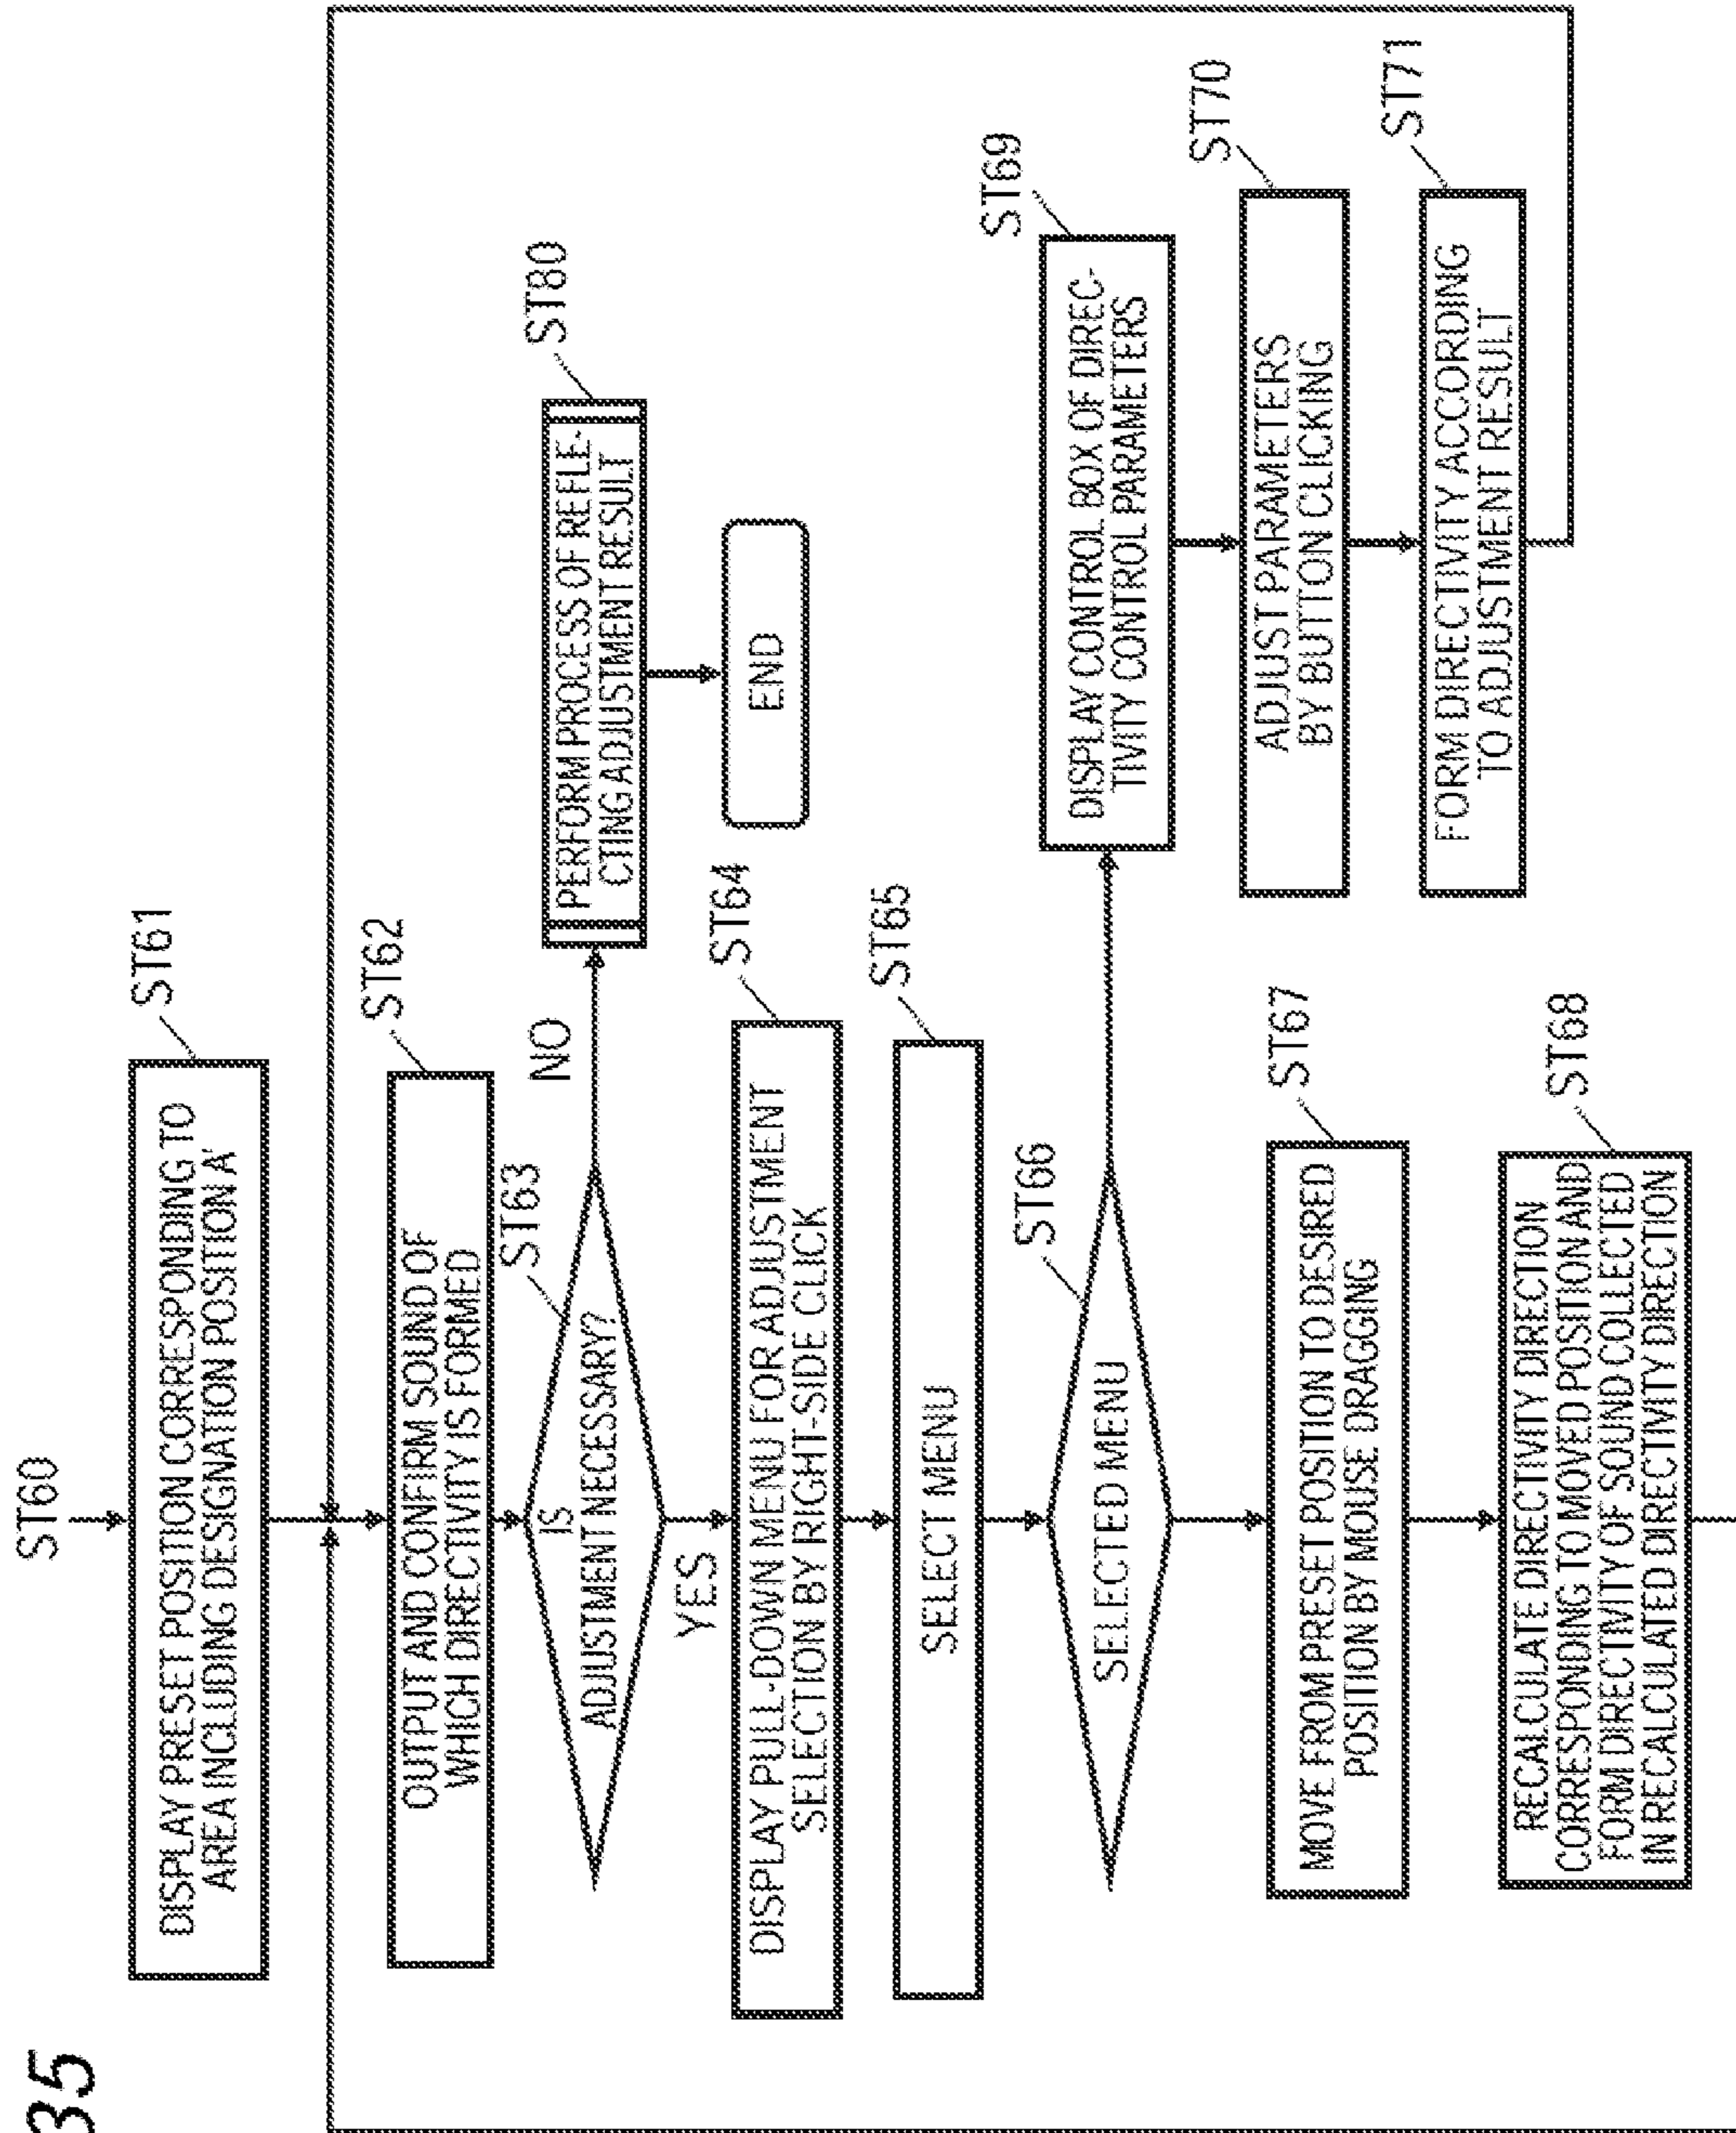 35
ST60
ST61
DISPLAY PRESET POSITION CORRESPONDING TO
AREA INCLUDING DESIGNATION POSITION A'
ST62
OUTPUT AND CONFIRM SOUND OF
WHICH DIRECTIVITY IS FORMED
ST63
IS
ADJUSTMENT NECESSARY?
NO
YES
ST80
PERFORM PROCESS OF REFLE-
CTING ADJUSTMENT RESULT
END
ST64
DISPLAY PULL-DOWN MENU FOR ADJUSTMENT
SELECTION BY RIGHT-SIDE CLICK
ST65
SELECT MENU
ST66
SELECTED MENU
ST67
MOVE FROM PRESET POSITION TO DESIRED
POSITION BY MOUSE DRAGGING
ST68
RECALCULATE DIRECTIVITY DIRECTION
CORRESPONDING TO MOVED POSITION AND
FORM DIRECTIVITY OF SOUND COLLECTED
IN RECALCULATED DIRECTIVITY DIRECTION
ST69
DISPLAY CONTROL BOX OF DIREC-
TIVITY CONTROL PARAMETERS
ST70
ADJUST PARAMETERS
BY BUTTON CLICKING
ST71
FORM DIRECTIVITY ACCORDING
TO ADJUSTMENT RESULT